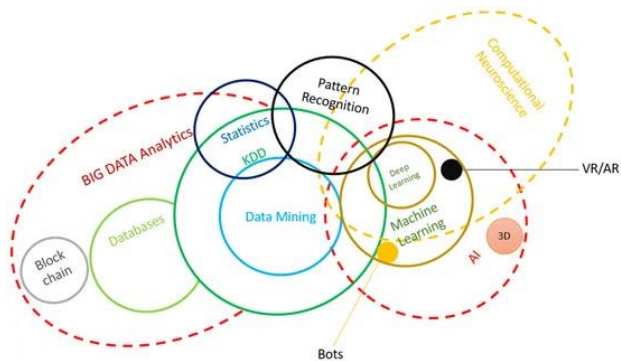 Computational
Neuroscience
Pattern
Recognition
Statistics
BIG DATA Analytics
KDD
VR/AR
Deep
Learning
Data Mining
Machine
Learning
Databases
3D
AI
Block
chain
Bots